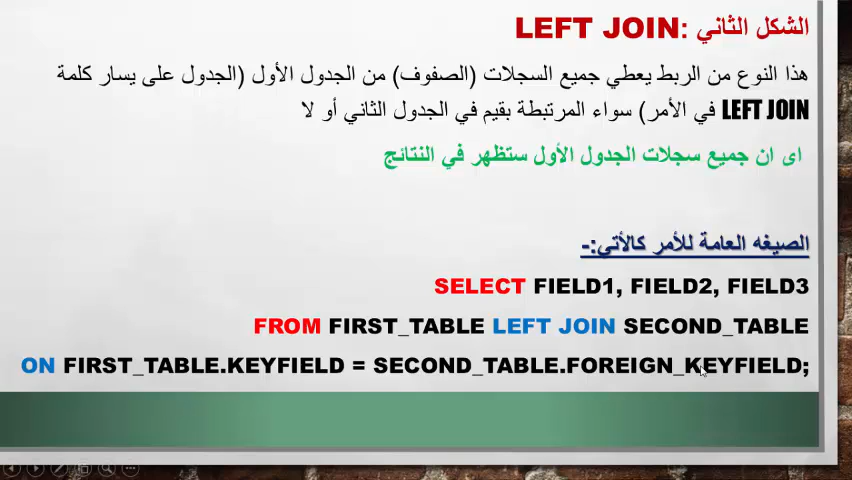 الشكل الثاني :LEFT JOIN
هذا النوع من الربط يعطي جميع السجلات (الصفوف) من الجدول الأول (الجدول على يسار كلمة
LEFT JOIN في الأمر) سواء المرتبطة بقيم في الجدول الثاني أو لا
اى ان جميع سجلات الجدول الأول ستظهر في النتائج
الصيغه العامة للأمر كالأتي:-
SELECT FIELD1, FIELD2, FIELD3
FROM FIRST_TABLE LEFT JOIN SECOND_TABLE
ON FIRST_TABLE.KEYFIELD = SECOND_TABLE.FOREIGN_KEYFIELD;